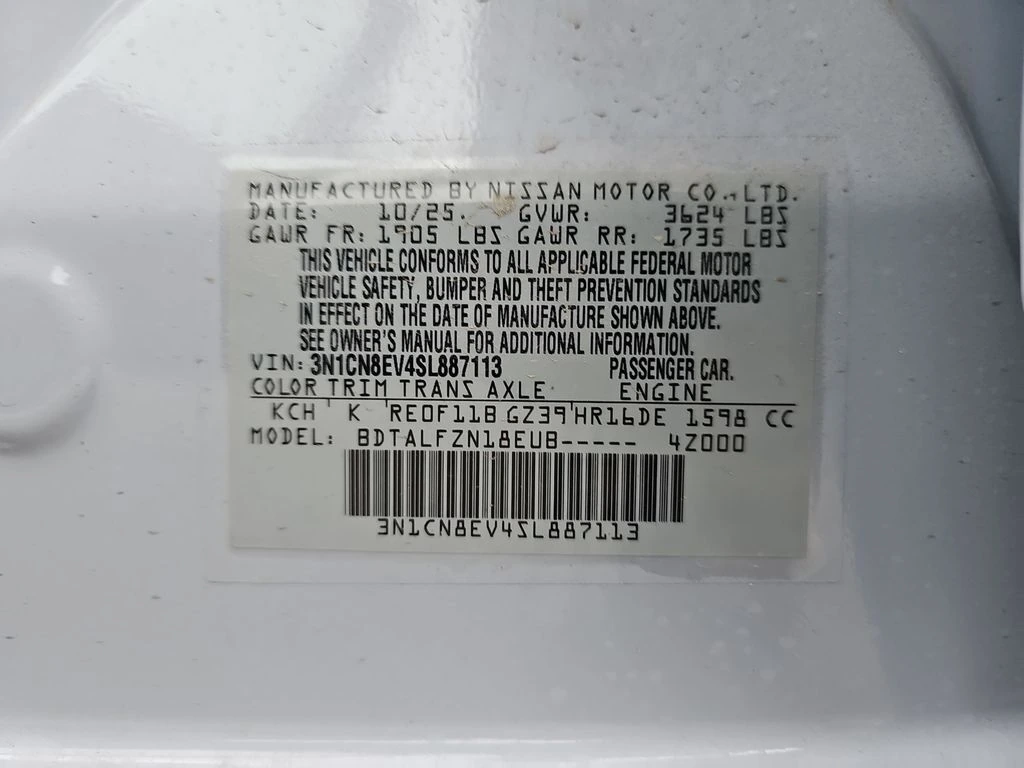 MANUFACTURED BY NISSAN MOTOR CO., LTD.
DATE: 10/25. GVWR: 3624 LBS
GAWR FR: 1905 LBS GAWR RR: 1735 LBS
THIS VEHICLE CONFORMS TO ALL APPLICABLE FEDERAL MOTOR
VEHICLE SAFETY, BUMPER AND THEFT PREVENTION STANDARDS
IN EFFECT ON THE DATE OF MANUFACTURE SHOWN ABOVE.
SEE OWNER'S MANUAL FOR ADDITIONAL INFORMATION.
VIN: 3N1CN8EV4SL887113 PASSENGER CAR.
COLOR TRIM TRANS AXLE ENGINE
KCH K RE0F11B GZ39 HR16DE 1598 CC
MODEL: BDTALFZN18EUB----- 4Z000
3N1CN8EV4SL887113